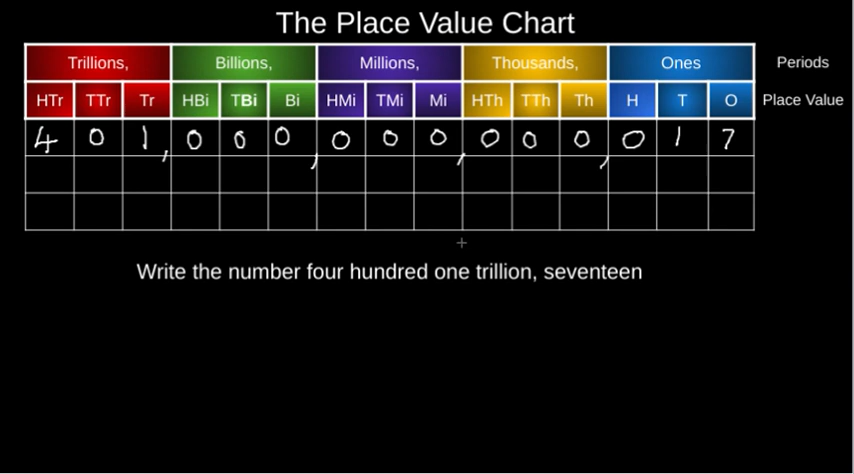 The Place Value Chart
Trillions, Billions, Millions, Thousands, Ones Periods
HTr TTr Tr HBi TBi Bi HMi TMi Mi HTh TTh Th H T O Place Value
4 0 1, 0 0 0, 0 0 0, 0 0 0, 0 1 7
Write the number four hundred one trillion, seventeen